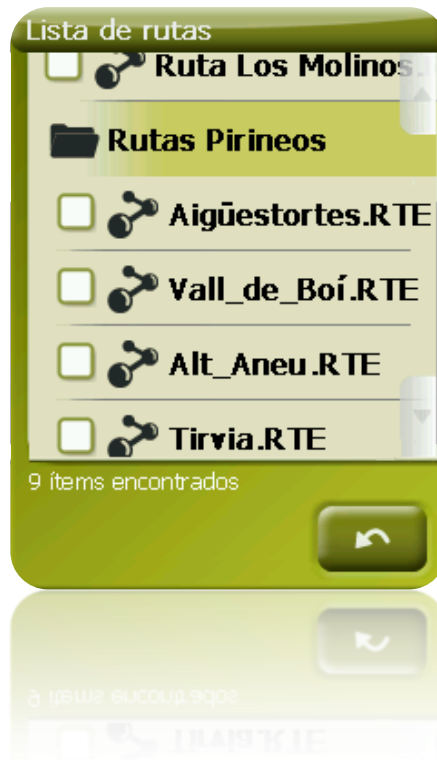 Lista de rutas
Ruta Los Molinos.
Rutas Pirineos
Aigüestortes.RTE
Vall_de_Boí.RTE
Alt_Aneu.RTE
Tirvia.RTE
9 ítems encontrados